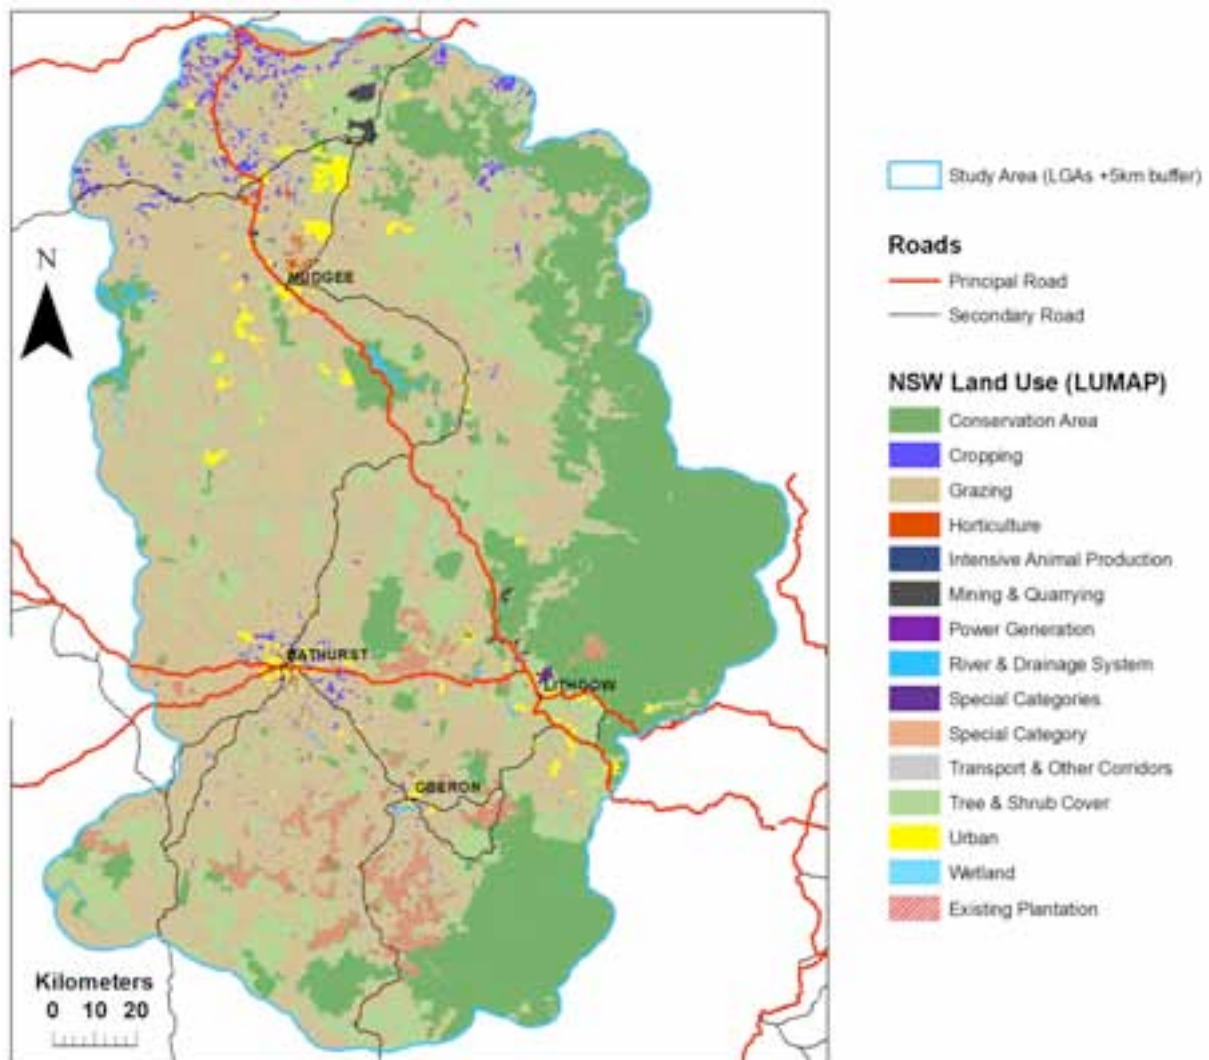 Study Area (LGAs +5km buffer)
Roads
Principal Road
Secondary Road
NSW Land Use (LUMAP)
Conservation Area
Cropping
Grazing
Horticulture
Intensive Animal Production
Mining & Quarrying
Power Generation
River & Drainage System
Special Categories
Special Category
Transport & Other Corridors
Tree & Shrub Cover
Urban
Wetland
Existing Plantation
N
MUDGEE
BATHURST
LITHGOW
OBERON
Kilometers
0 10 20